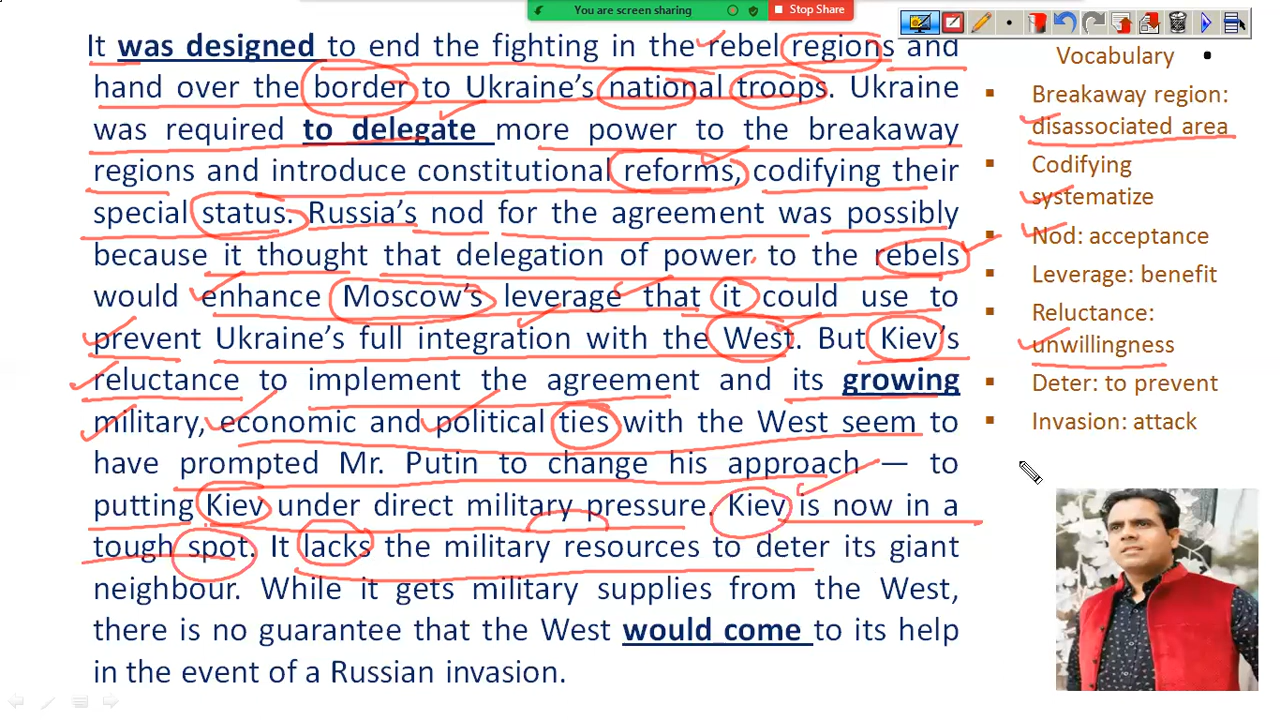 You are screen sharing Stop Share
It was designed to end the fighting in the rebel regions and
hand over the border to Ukraine’s national troops. Ukraine
was required to delegate more power to the breakaway
regions and introduce constitutional reforms, codifying their
special status. Russia’s nod for the agreement was possibly
because it thought that delegation of power to the rebels
would enhance Moscow’s leverage that it could use to
prevent Ukraine’s full integration with the West. But Kiev’s
reluctance to implement the agreement and its growing
military, economic and political ties with the West seem to
have prompted Mr. Putin to change his approach — to
putting Kiev under direct military pressure. Kiev is now in a
tough spot. It lacks the military resources to deter its giant
neighbour. While it gets military supplies from the West,
there is no guarantee that the West would come to its help
in the event of a Russian invasion.
Vocabulary
Breakaway region:
disassociated area
Codifying
systematize
Nod: acceptance
Leverage: benefit
Reluctance:
unwillingness
Deter: to prevent
Invasion: attack